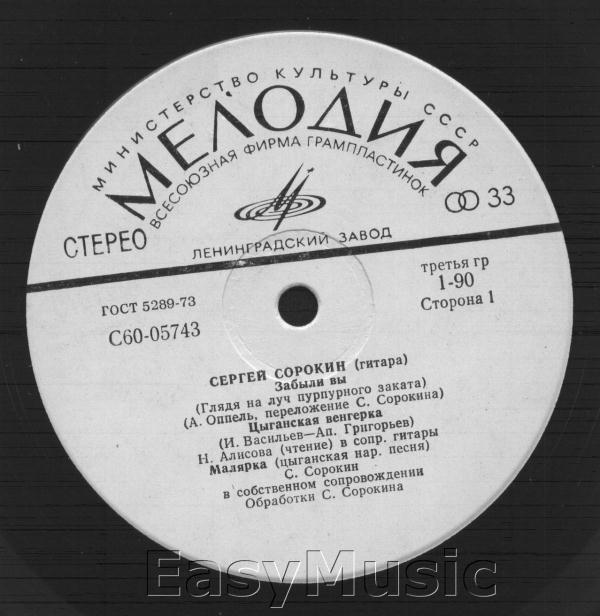 МИНИСТЕРСТВО КУЛЬТУРЫ СССР
МЕЛОДИЯ
ВСЕСОЮЗНАЯ ФИРМА ГРАМПЛАСТИНОК
СТЕРЕО
33
ЛЕНИНГРАДСКИЙ ЗАВОД
ГОСТ 5289-73
С60-05743
третья гр
1-90
Сторона 1
СЕРГЕЙ СОРОКИН (гитара)
Забыли вы
(Глядя на луч пурпурного заката)
(А. Оппель, переложение С. Сорокина)
Цыганская венгерка
(И. Васильев—Ап. Григорьев)
Н. Алисова (чтение) в сопр. гитары
Малярка (цыганская нар. песня)
С. Сорокин
в собственном сопровождении
Обработки С. Сорокина
EasyMusic